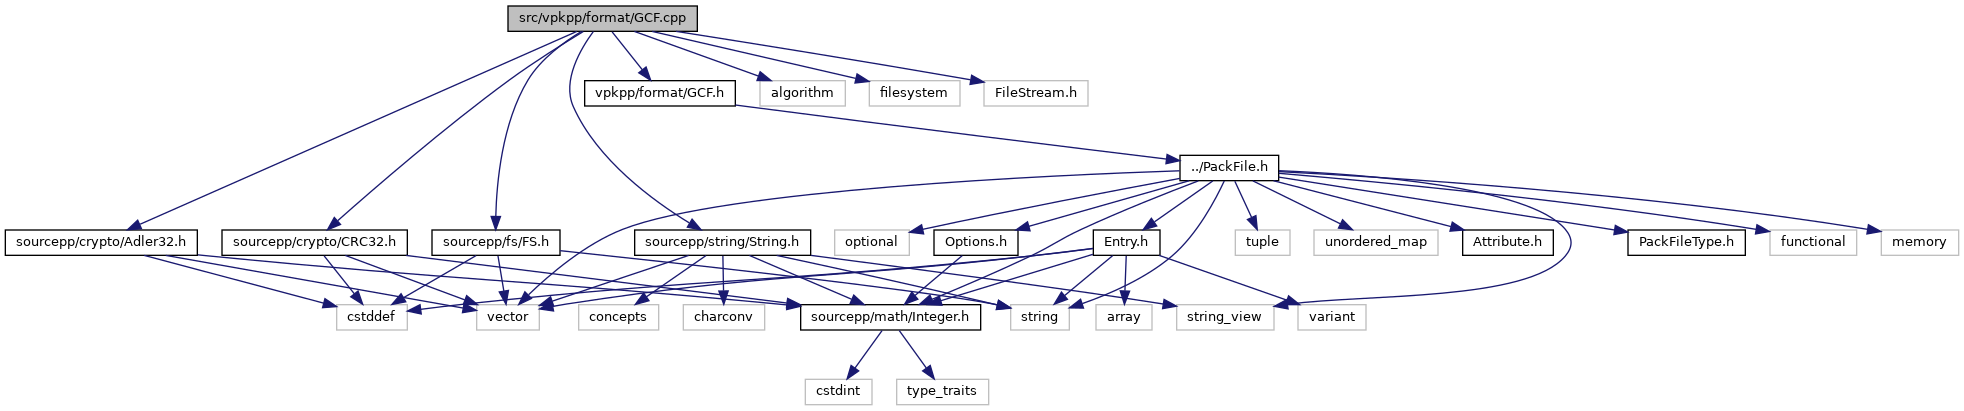 src/vpkpp/format/GCF.cpp
vpkpp/format/GCF.h
algorithm
filesystem
FileStream.h
../PackFile.h
sourcepp/crypto/Adler32.h
sourcepp/crypto/CRC32.h
sourcepp/fs/FS.h
sourcepp/string/String.h
optional
Options.h
Entry.h
tuple
unordered_map
Attribute.h
PackFileType.h
functional
memory
cstddef
vector
concepts
charconv
sourcepp/math/Integer.h
string
array
string_view
variant
cstdint
type_traits